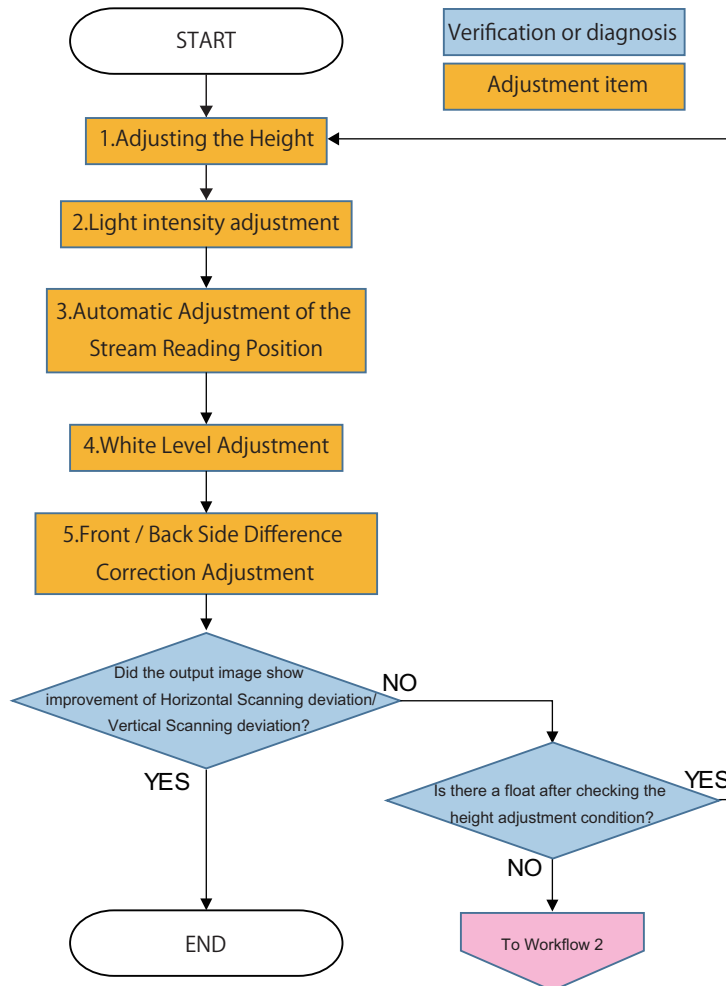 START
Verification or diagnosis
Adjustment item
1.Adjusting the Height
2.Light intensity adjustment
3.Automatic Adjustment of the
Stream Reading Position
4.White Level Adjustment
5.Front / Back Side Difference
Correction Adjustment
Did the output image show
improvement of Horizontal Scanning deviation/
Vertical Scanning deviation?
NO
YES
Is there a float after checking the
height adjustment condition?
YES
NO
END
To Workflow 2